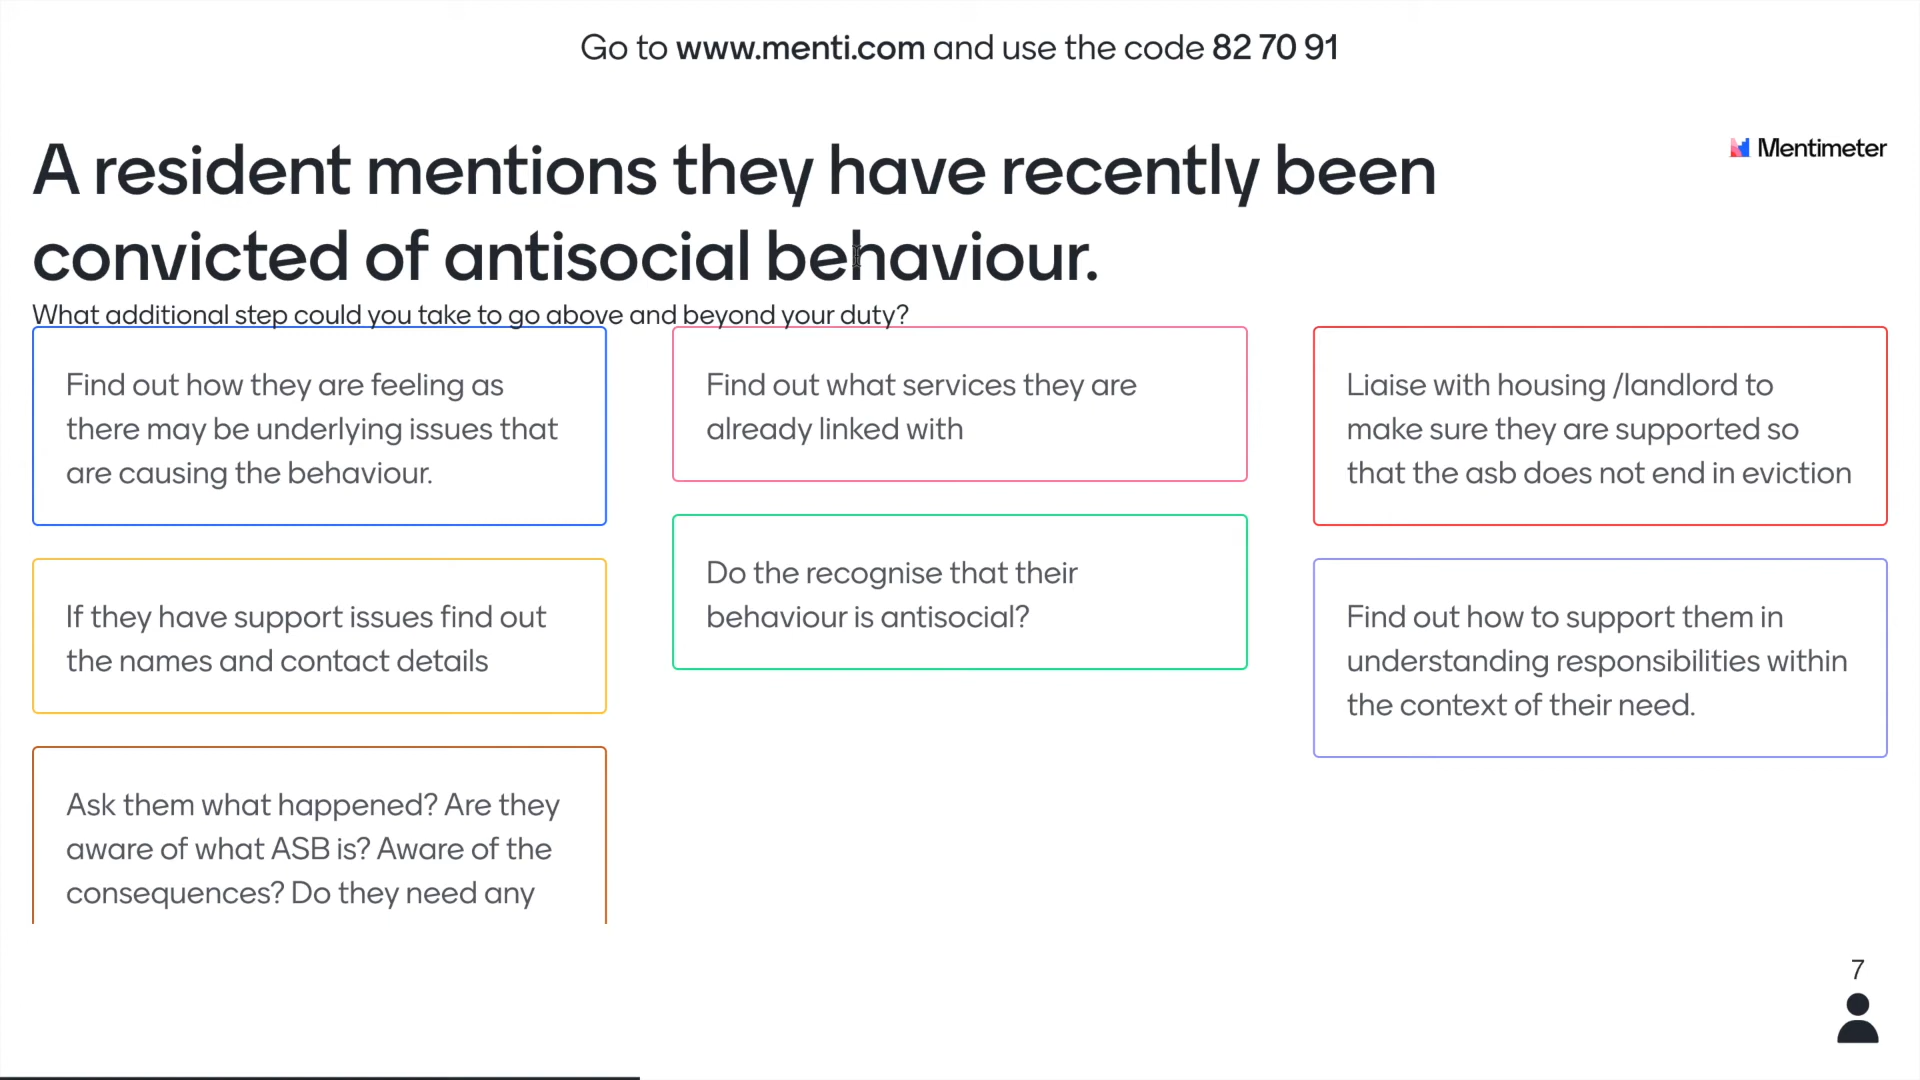 Go to www.menti.com and use the code 82 70 91
Mentimeter
A resident mentions they have recently been
convicted of antisocial behaviour.
What additional step could you take to go above and beyond your duty?
Find out how they are feeling as
there may be underlying issues that
are causing the behaviour.
If they have support issues find out
the names and contact details
Ask them what happened? Are they
aware of what ASB is? Aware of the
consequences? Do they need any
Find out what services they are
already linked with
Do the recognise that their
behaviour is antisocial?
Liaise with housing /landlord to
make sure they are supported so
that the asb does not end in eviction
Find out how to support them in
understanding responsibilities within
the context of their need.
7